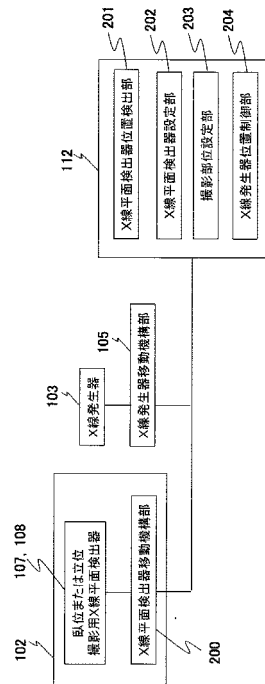 102
107, 108
臥位または立位
撮影用X線平面検出器
X線平面検出器移動機構部
200
103
X線発生器
105
X線発生器移動機構部
112
X線平面検出器位置検出部
201
X線平面検出器設定部
202
撮影部位設定部
203
X線発生器位置制御部
204